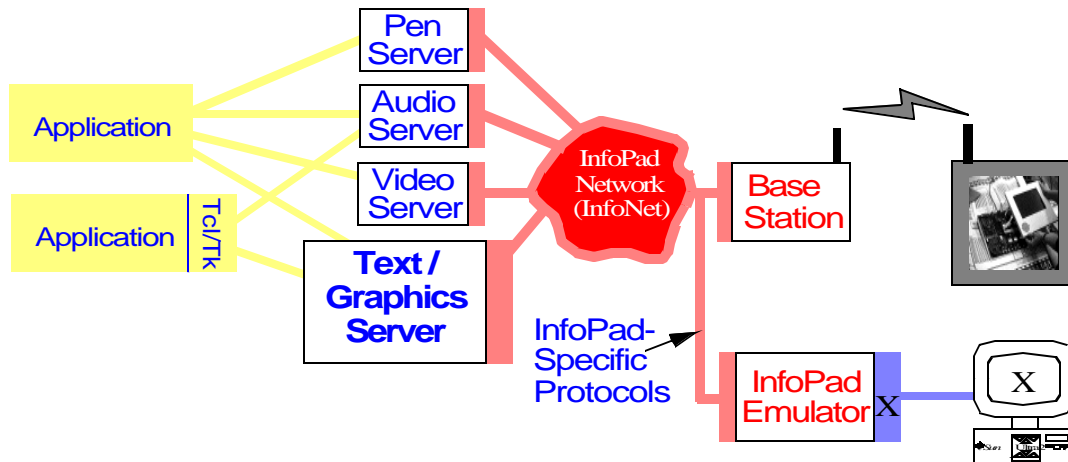 Pen
Server
Audio
Server
Video
Server
Text /
Graphics
Server
Application
Application
Tcl/Tk
InfoPad
Network
(InfoNet)
Base
Station
InfoPad-
Specific
Protocols
InfoPad
Emulator
X
X
Sun